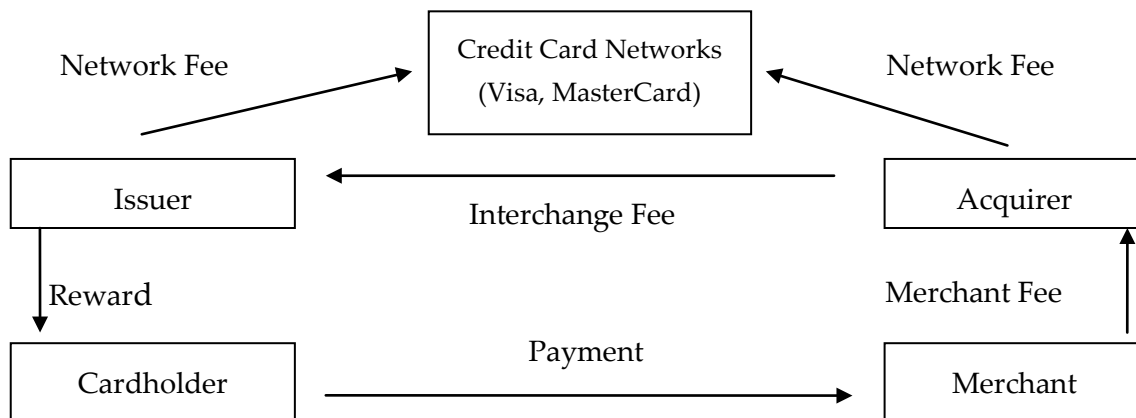 Credit Card Networks
(Visa, MasterCard)
Network Fee
Network Fee
Issuer
Acquirer
Interchange Fee
Reward
Merchant Fee
Payment
Cardholder
Merchant